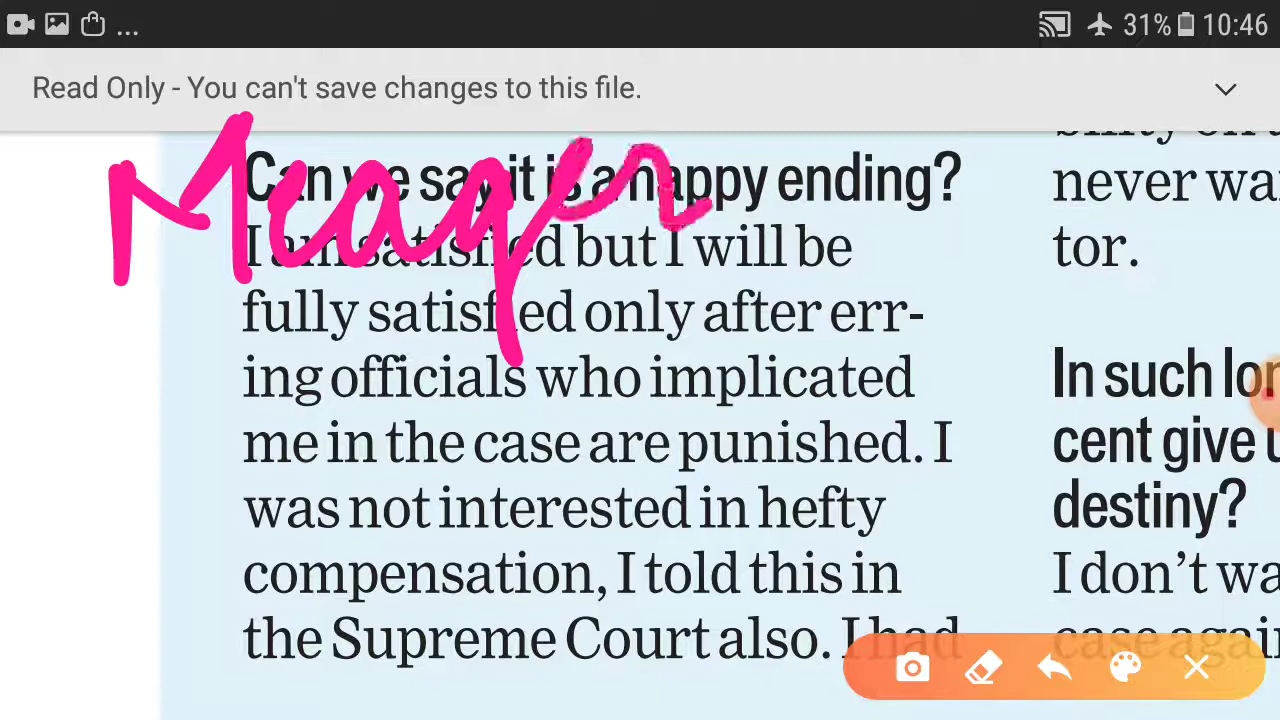 ... 31% 10:46
Read Only - You can't save changes to this file.
Meager
Can we say it is a happy ending?
I am satisfied but I will be
fully satisfied only after err-
ing officials who implicated
me in the case are punished. I
was not interested in hefty
compensation, I told this in
the Supreme Court also. I had
never
tor.
In such
cent give
destiny?
I don't
case